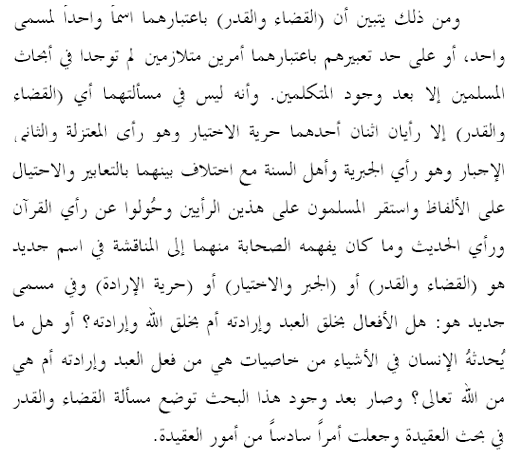 ومن ذلك يتبين أن (القضاء والقدر) باعتبارهما اسماً واحداً لمسمى
واحد، أو على حد تعبيرهم باعتبارهما أمرين متلازمين لم توجدا في أبحاث
المسلمين إلا بعد وجود المتكلمين. وأنه ليس في مسألتهما أي (القضاء
والقدر) إلا رأيان اثنان أحدهما حرية الاختيار وهو رأى المعتزلة والثانى
الإجبار وهو رأي الجبرية وأهل السنة مع اختلاف بينهما بالتعابير والاحتيال
على الألفاظ واستقر المسلمون على هذين الرأيين وحُولوا عن رأي القرآن
ورأي الحديث وما كان يفهمه الصحابة منهما إلى المناقشة في اسم جديد
هو (القضاء والقدر) أو (الجبر والاختيار) أو (حرية الإرادة) وفي مسمى
جديد هو: هل الأفعال بخلق العبد وإرادته أم بخلق الله وإرادته؟ أو هل ما
يُحدثهُ الإنسان في الأشياء من خاصيات هي من فعل العبد وإرادته أم هي
من الله تعالى؟ وصار بعد وجود هذا البحث توضع مسألة القضاء والقدر
في بحث العقيدة وجعلت أمراً سادساً من أمور العقيدة.